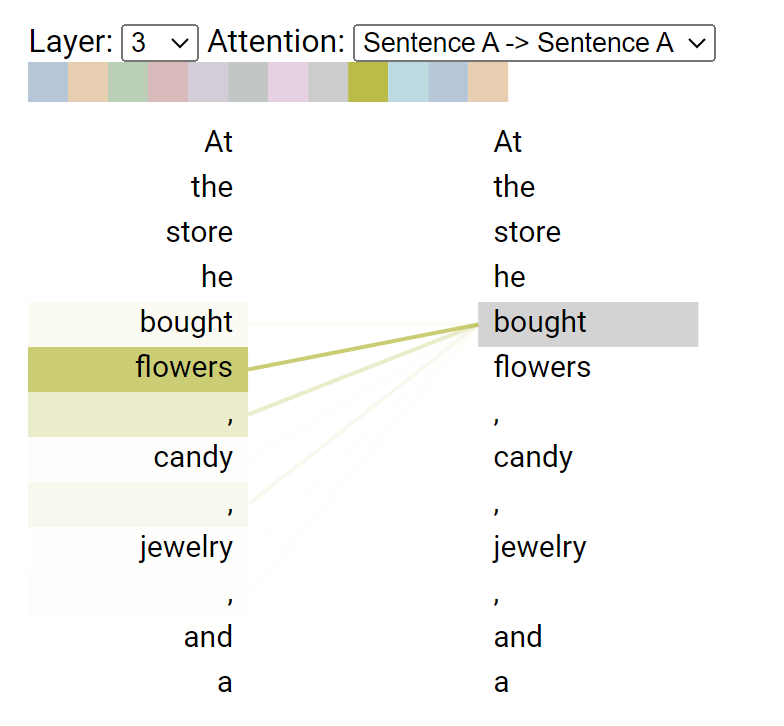 Layer: 3 Attention: Sentence A -> Sentence A
At At
the the
store store
he he
bought bought
flowers flowers
, ,
candy candy
, ,
jewelry jewelry
, ,
and and
a a